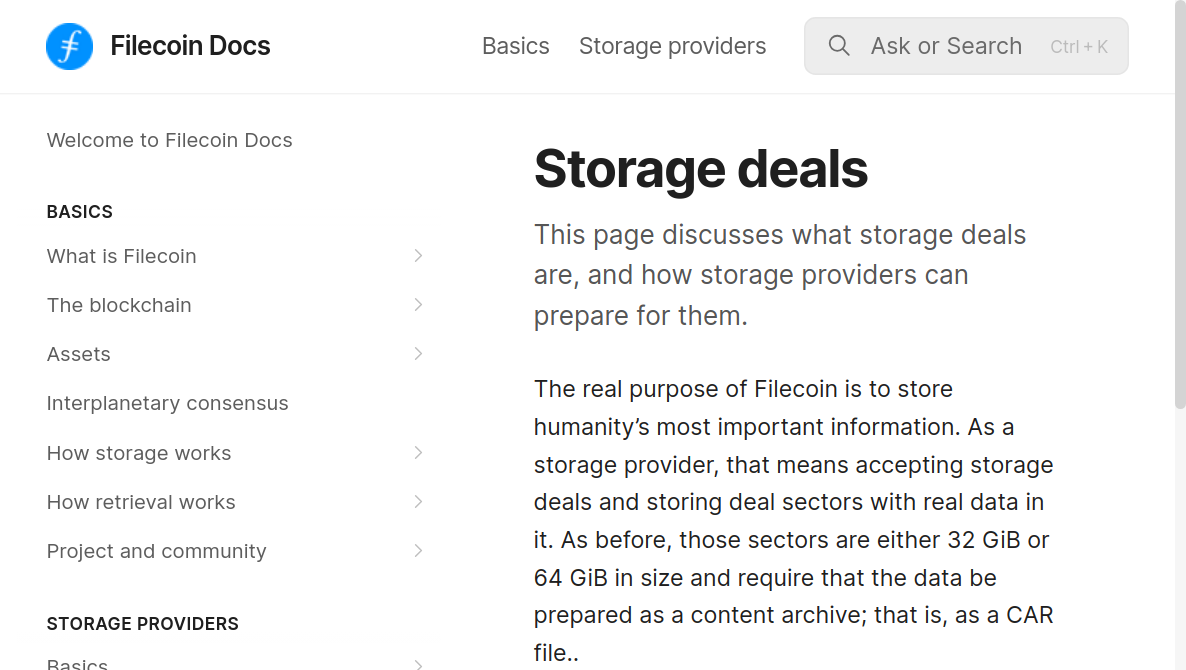 Filecoin Docs
Basics
Storage providers
Ask or Search
Ctrl + K
Welcome to Filecoin Docs
BASICS
What is Filecoin
The blockchain
Assets
Interplanetary consensus
How storage works
How retrieval works
Project and community
STORAGE PROVIDERS
Basics
Storage deals
This page discusses what storage deals
are, and how storage providers can
prepare for them.
The real purpose of Filecoin is to store
humanity’s most important information. As a
storage provider, that means accepting storage
deals and storing deal sectors with real data in
it. As before, those sectors are either 32 GiB or
64 GiB in size and require that the data be
prepared as a content archive; that is, as a CAR
file..